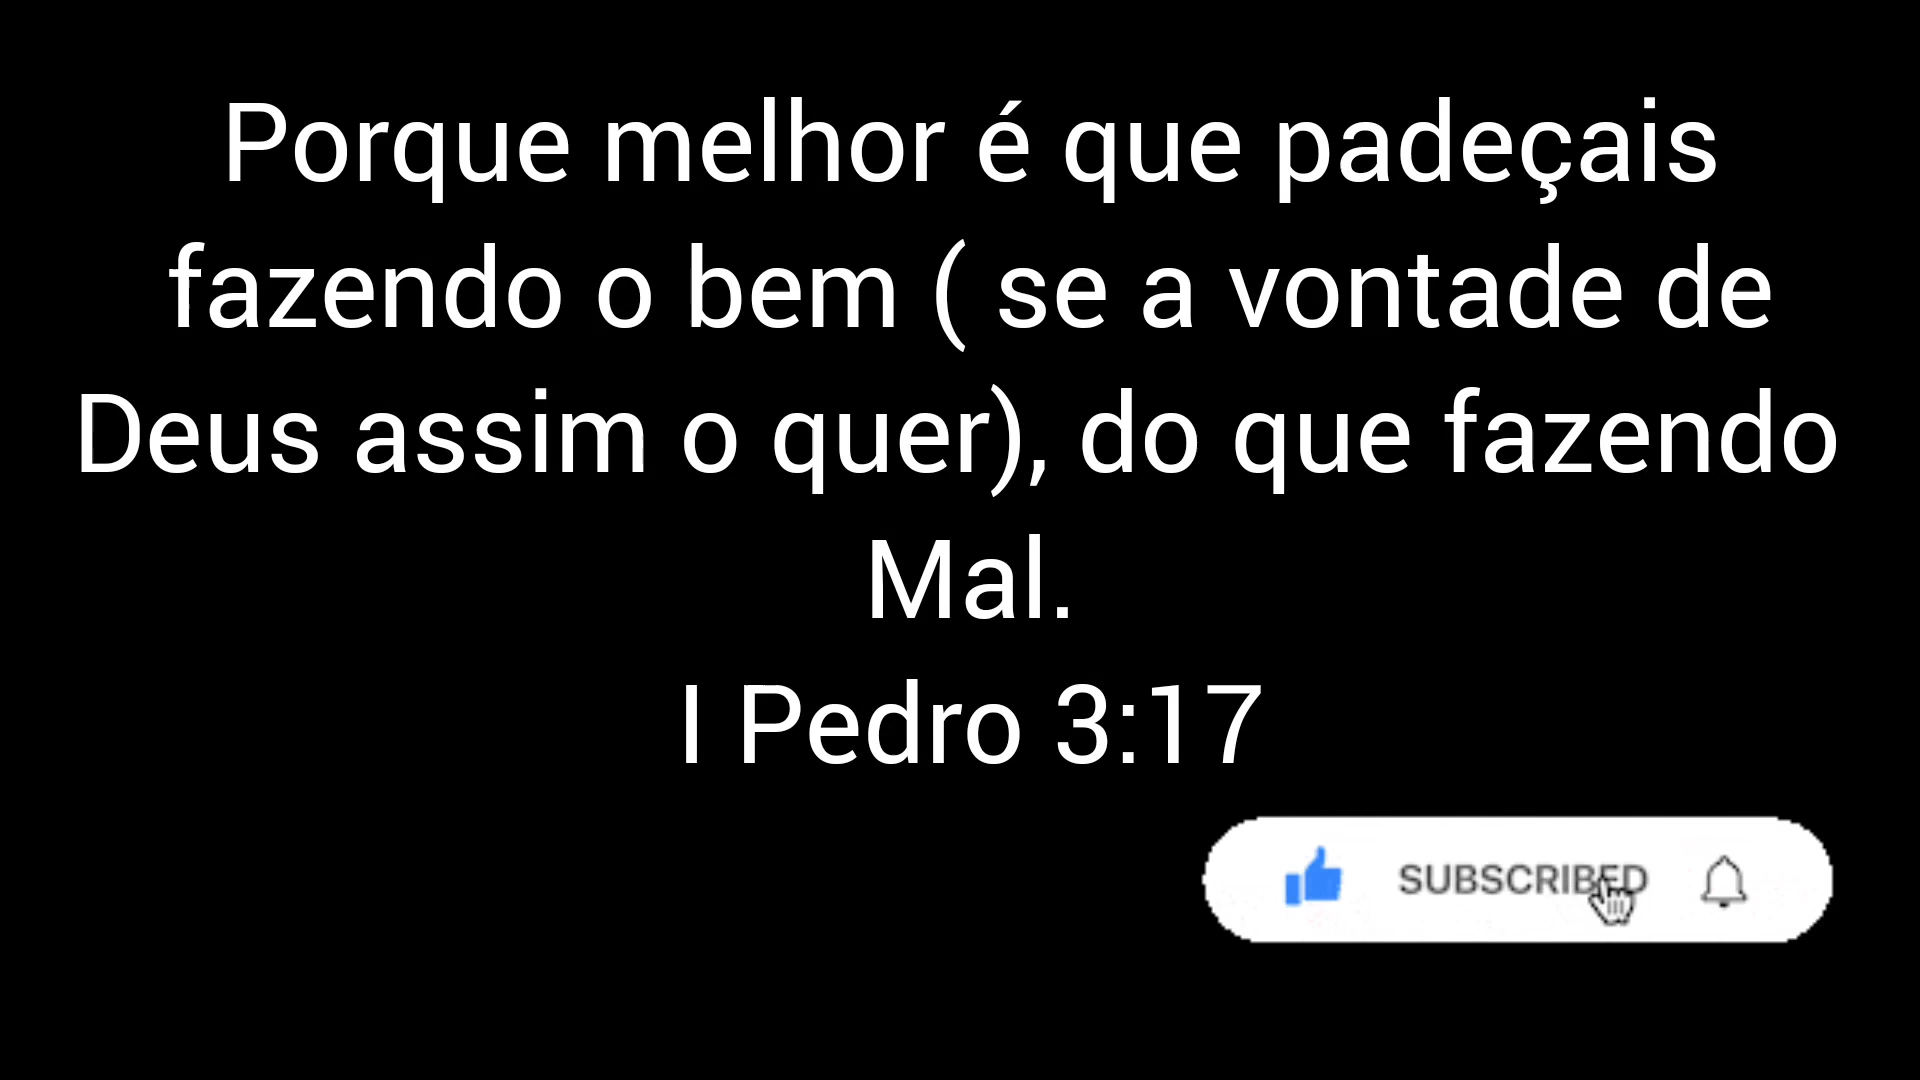 Porque melhor é que padeçais
fazendo o bem ( se a vontade de
Deus assim o quer), do que fazendo
Mal.
I Pedro 3:17
SUBSCRIBED